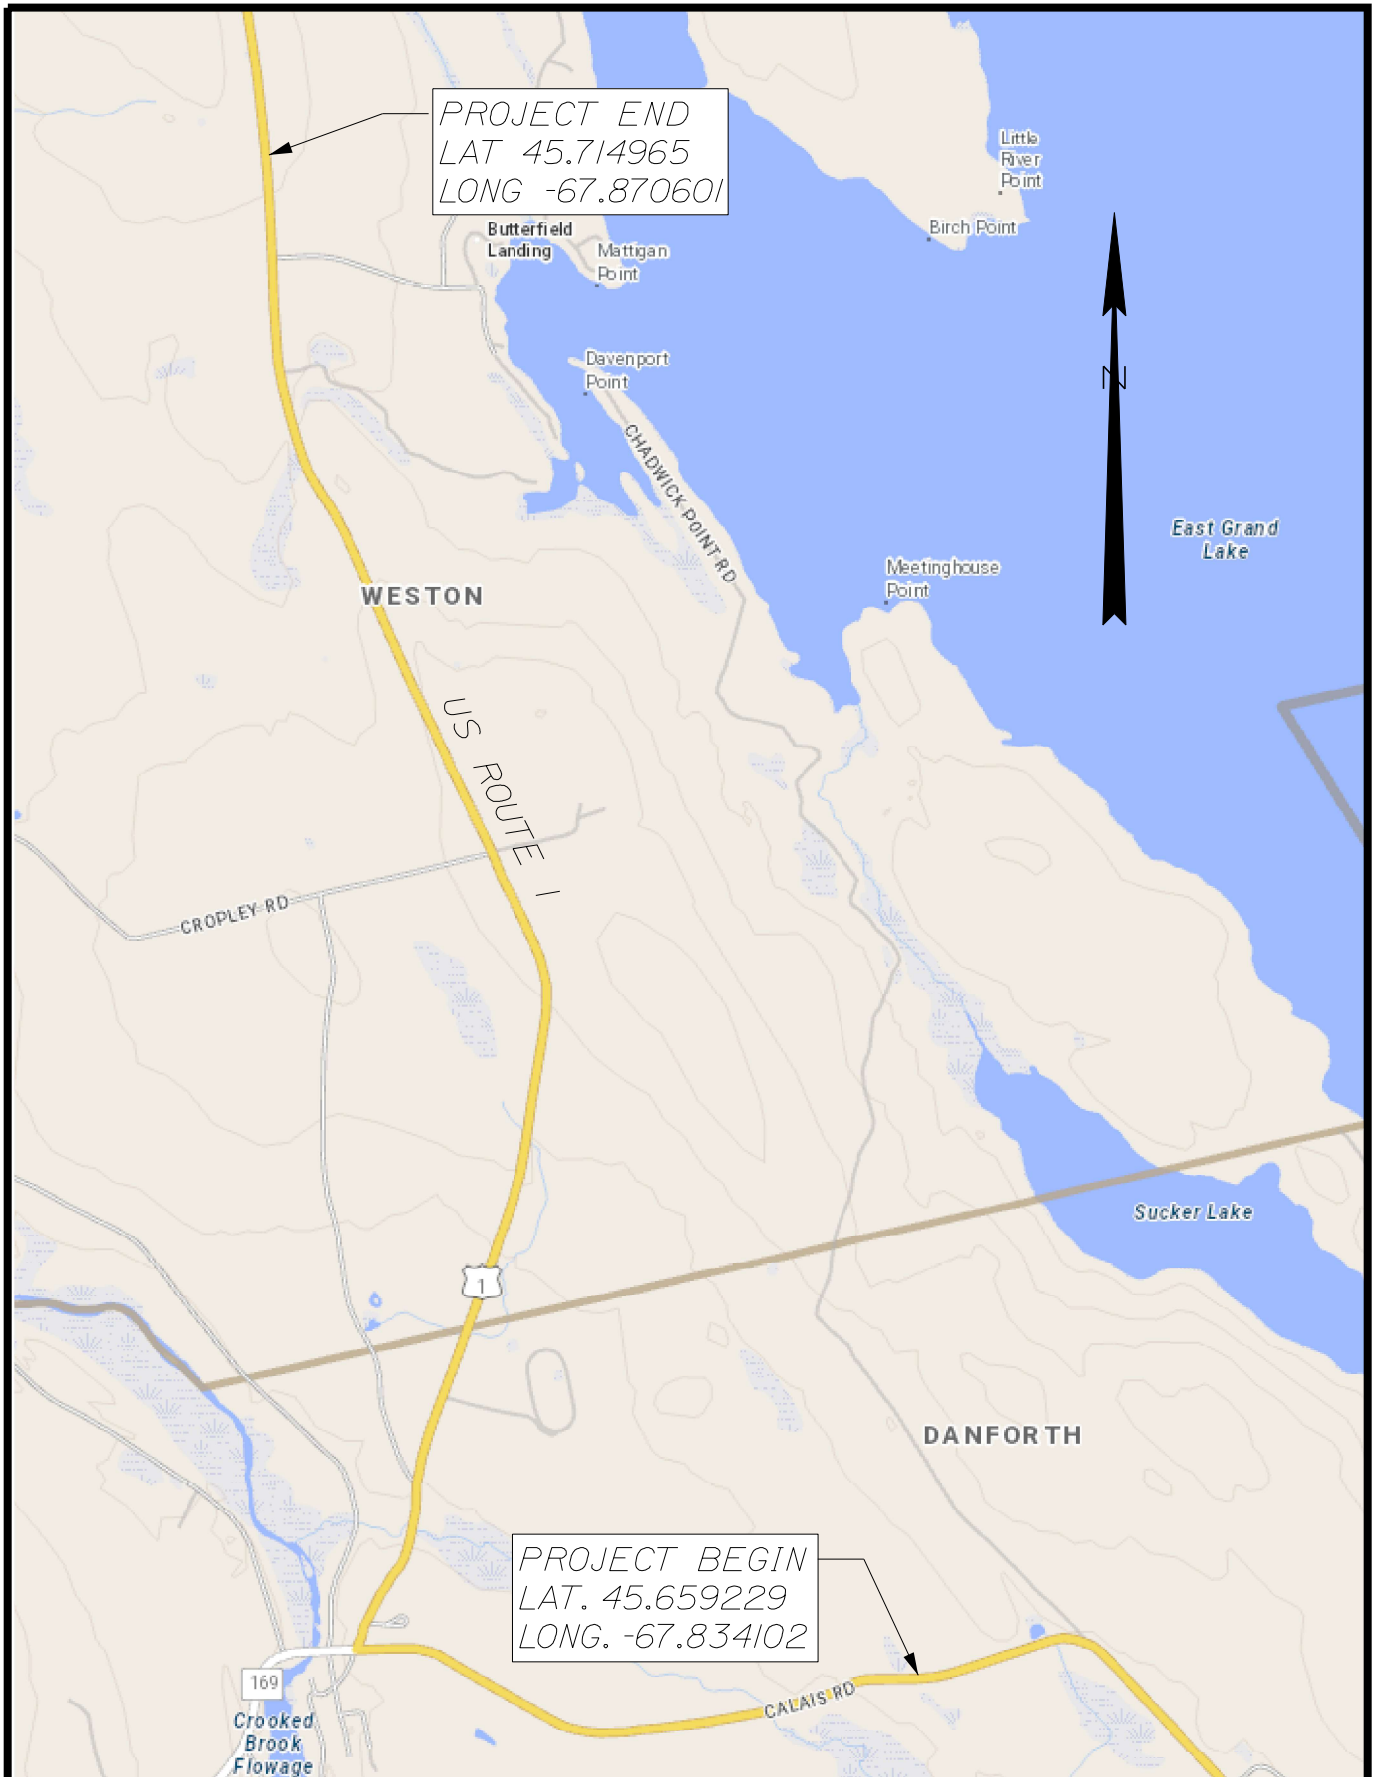 PROJECT END
LAT 45.714965
LONG -67.870601
Little
River
Point
Birch Point
Butterfield
Landing
Mattigan
Point
Davenport
Point
N
CHADWICK POINT RD
East Grand
Lake
Meetinghouse
Point
WESTON
US ROUTE 1
CROPLEY RD
Sucker Lake
1
DANFORTH
PROJECT BEGIN
LAT. 45.659229
LONG. -67.834102
169
CALAIS RD
Crooked
Brook
Flowage